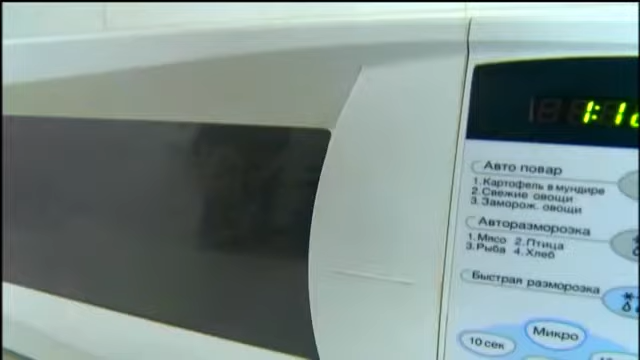 1:1
Авто повар
1. Картофель в мундире
2. Свежие овощи
3. Заморож. овощи
Авторазморозка
1. Мясо 2. Птица
3. Рыба 4. Хлеб
Быстрая разморозка
Микро
10 сек